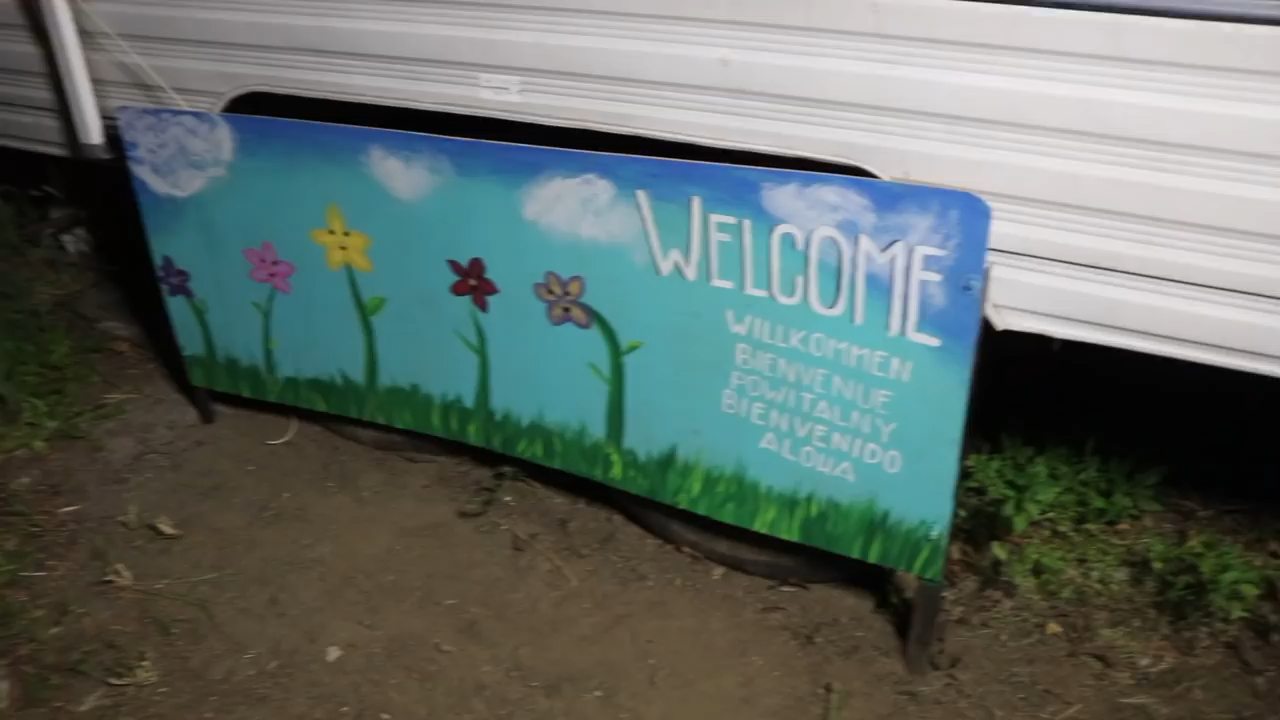 WELCOME
WILLKOMMEN
BIENVENUE
POWITALNY
BIENVENIDO
ALOHA